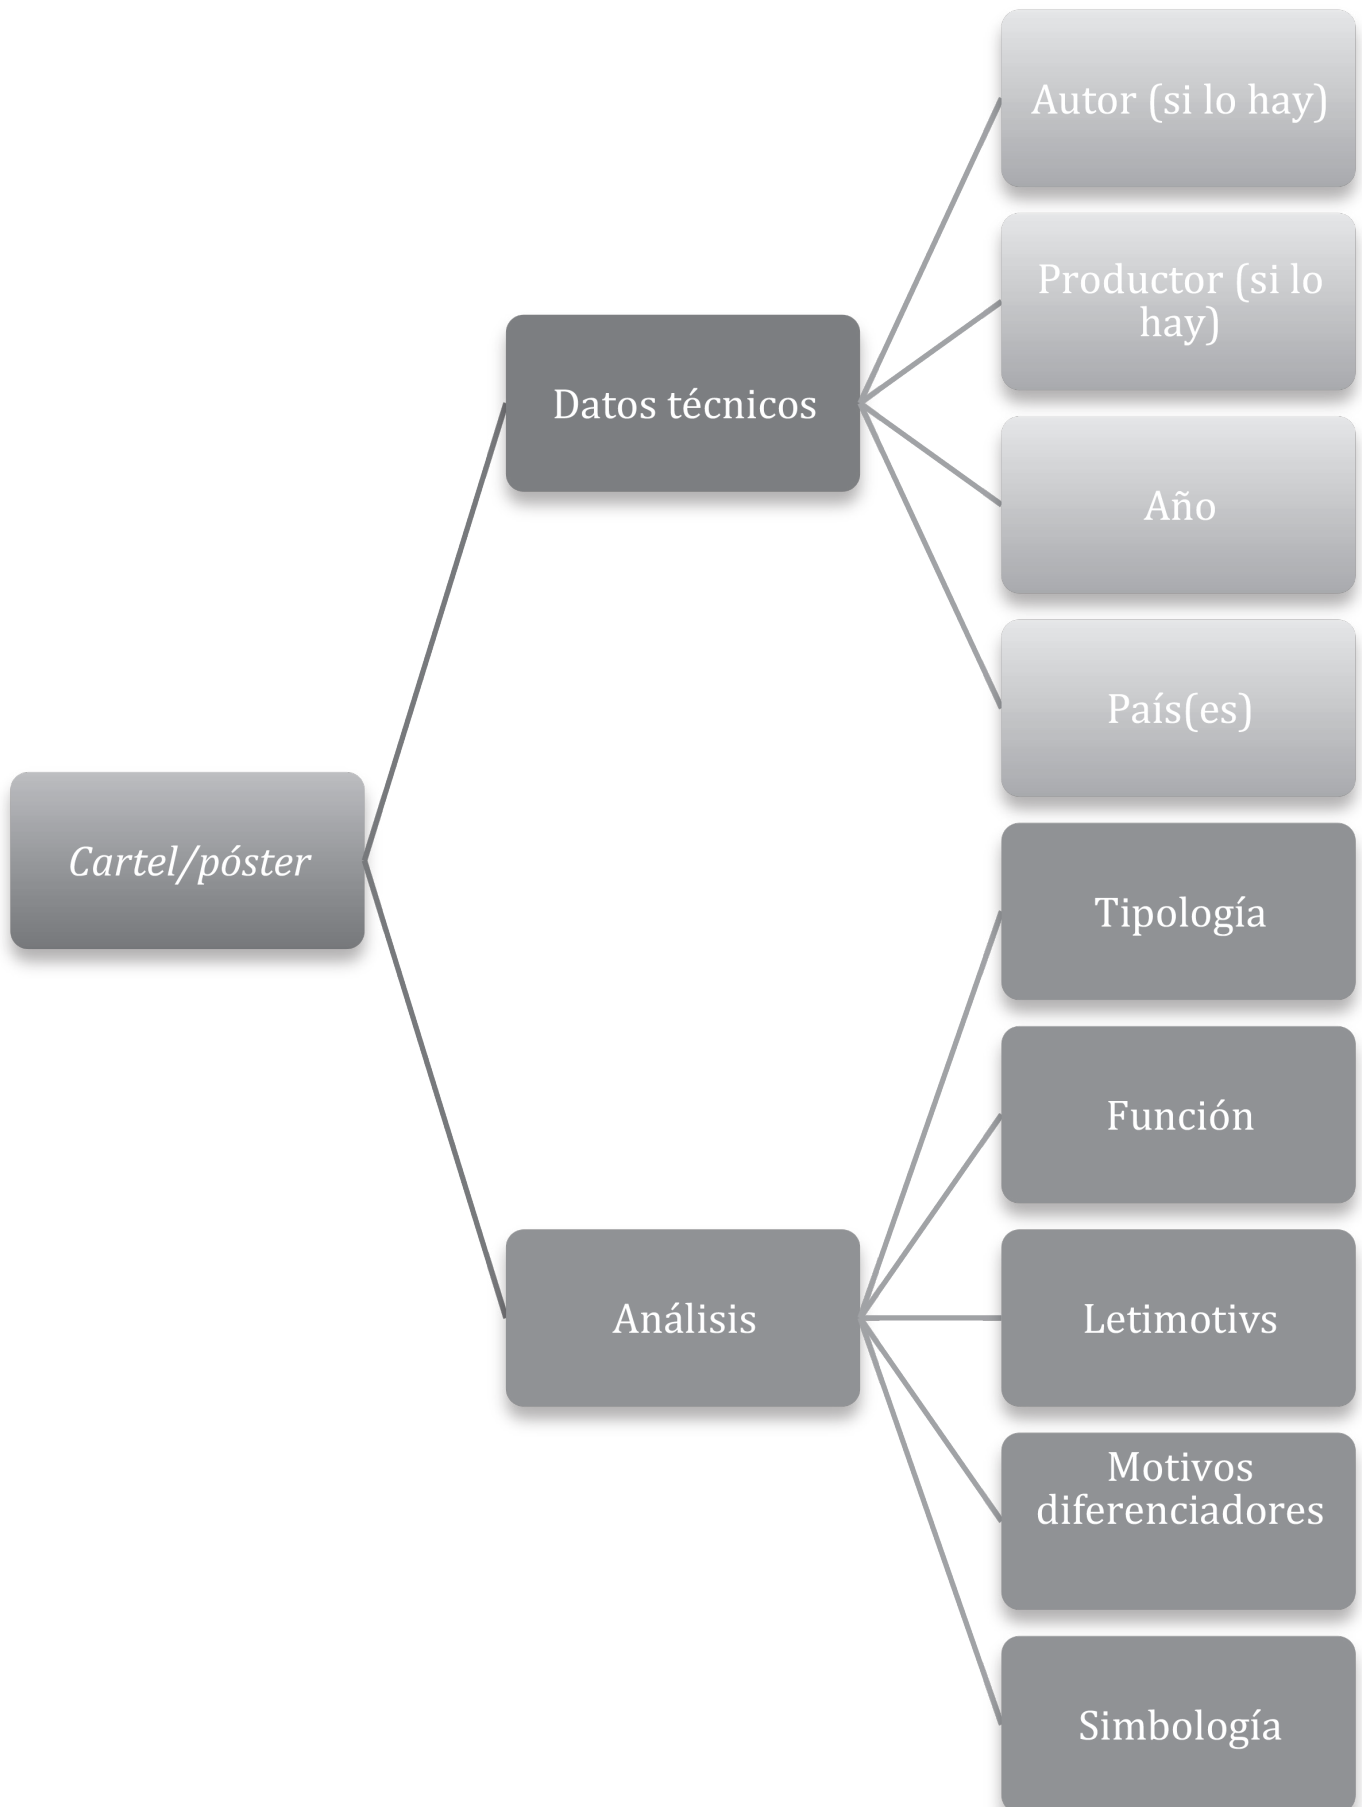 Autor (si lo hay)
Productor (si lo
hay)
Datos técnicos
Año
País(es)
Cartel/póster
Tipología
Función
Análisis
Letimotivs
Motivos
diferenciadores
Simbología